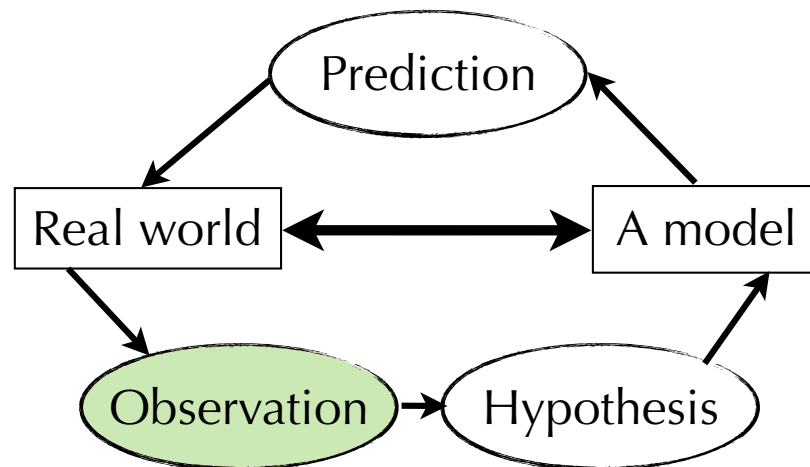 Prediction
Real world
A model
Observation
Hypothesis